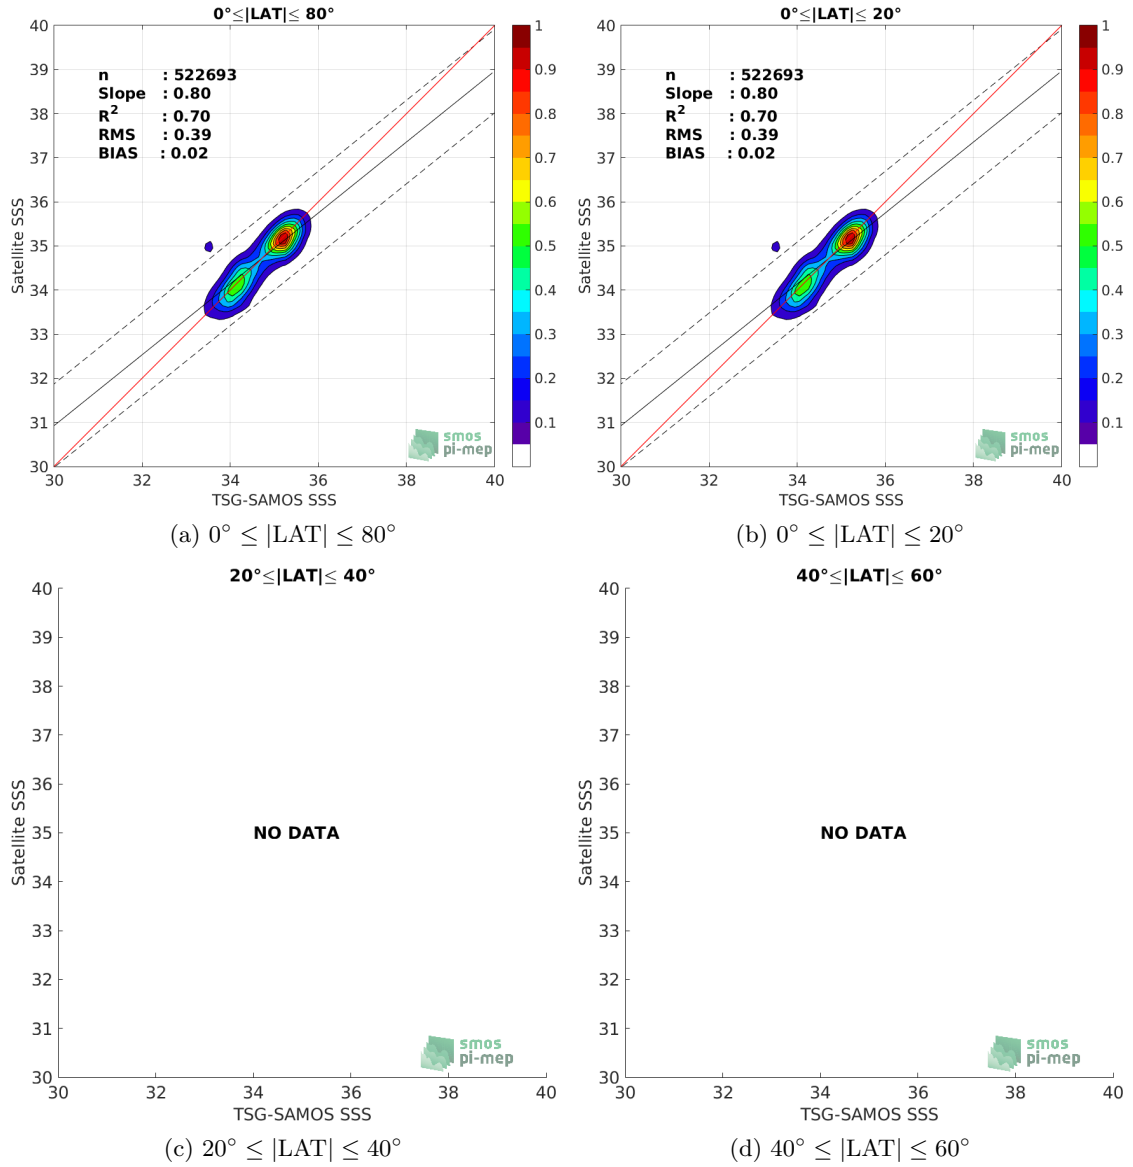 0°≤|LAT|≤ 80°
40
39
38
37
36
35
34
33
32
31
30
Satellite SSS
n : 522693
Slope : 0.80
R² : 0.70
RMS : 0.39
BIAS : 0.02
smos
pi-mep
30 32 34 36 38 40
TSG-SAMOS SSS
1
0.9
0.8
0.7
0.6
0.5
0.4
0.3
0.2
0.1
(a) 0° ≤ |LAT| ≤ 80°
0°≤|LAT|≤ 20°
40
39
38
37
36
35
34
33
32
31
30
Satellite SSS
n : 522693
Slope : 0.80
R² : 0.70
RMS : 0.39
BIAS : 0.02
smos
pi-mep
30 32 34 36 38 40
TSG-SAMOS SSS
1
0.9
0.8
0.7
0.6
0.5
0.4
0.3
0.2
0.1
(b) 0° ≤ |LAT| ≤ 20°
20°≤|LAT|≤ 40°
40
39
38
37
36
35
34
33
32
31
30
Satellite SSS
NO DATA
smos
pi-mep
30 32 34 36 38 40
TSG-SAMOS SSS
(c) 20° ≤ |LAT| ≤ 40°
40°≤|LAT|≤ 60°
40
39
38
37
36
35
34
33
32
31
30
Satellite SSS
NO DATA
smos
pi-mep
30 32 34 36 38 40
TSG-SAMOS SSS
(d) 40° ≤ |LAT| ≤ 60°